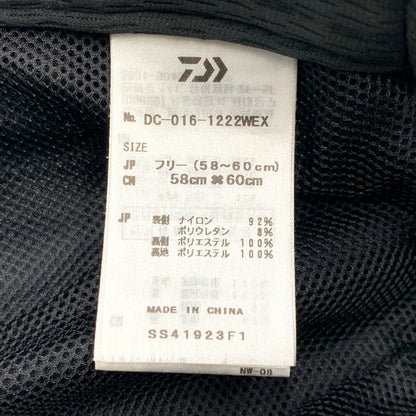 No. DC-016-1222WEX
SIZE
JP フリー (58〜60cm)
CN 58cm✖60cm
JP 表側 ナイロン 92%
ポリウレタン 8%
裏側 ポリエステル 100%
裏地 ポリエステル 100%
MADE IN CHINA
SS41923F1
NW-08